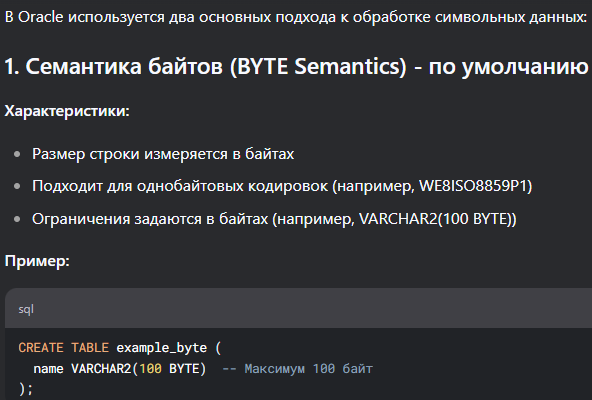 В Oracle используется два основных подхода к обработке символьных данных:
1. Семантика байтов (BYTE Semantics) - по умолчанию
Характеристики:
• Размер строки измеряется в байтах
• Подходит для однобайтовых кодировок (например, WE8ISO8859P1)
• Ограничения задаются в байтах (например, VARCHAR2(100 BYTE))
Пример:
sql
CREATE TABLE example_byte (
  name VARCHAR2(100 BYTE)  -- Максимум 100 байт
);